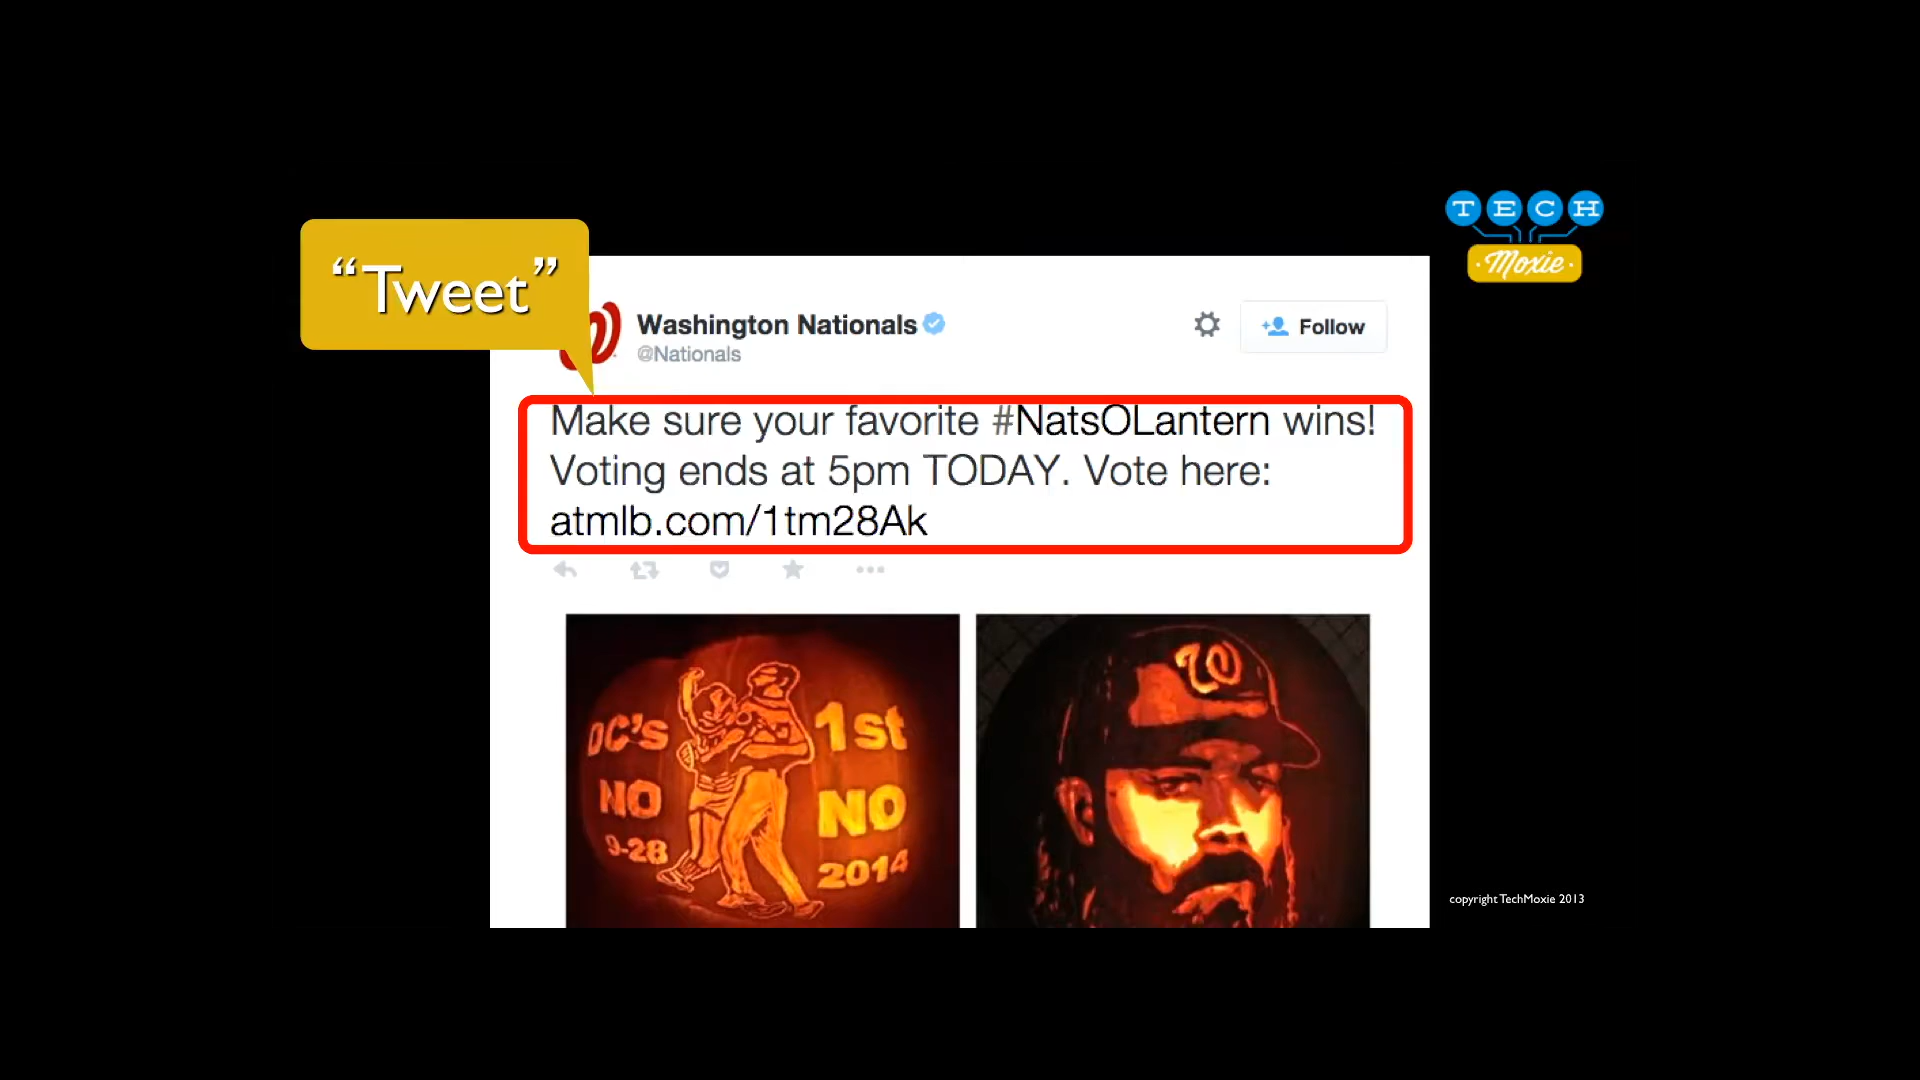 TECH
Moxie
“Tweet”
Washington Nationals
@Nationals
Follow
Make sure your favorite #NatsOLantern wins!
Voting ends at 5pm TODAY. Vote here:
atmlb.com/1tm28Ak
DC'S
NO
9-28
1st
NO
2014
W
copyright TechMoxie 2013